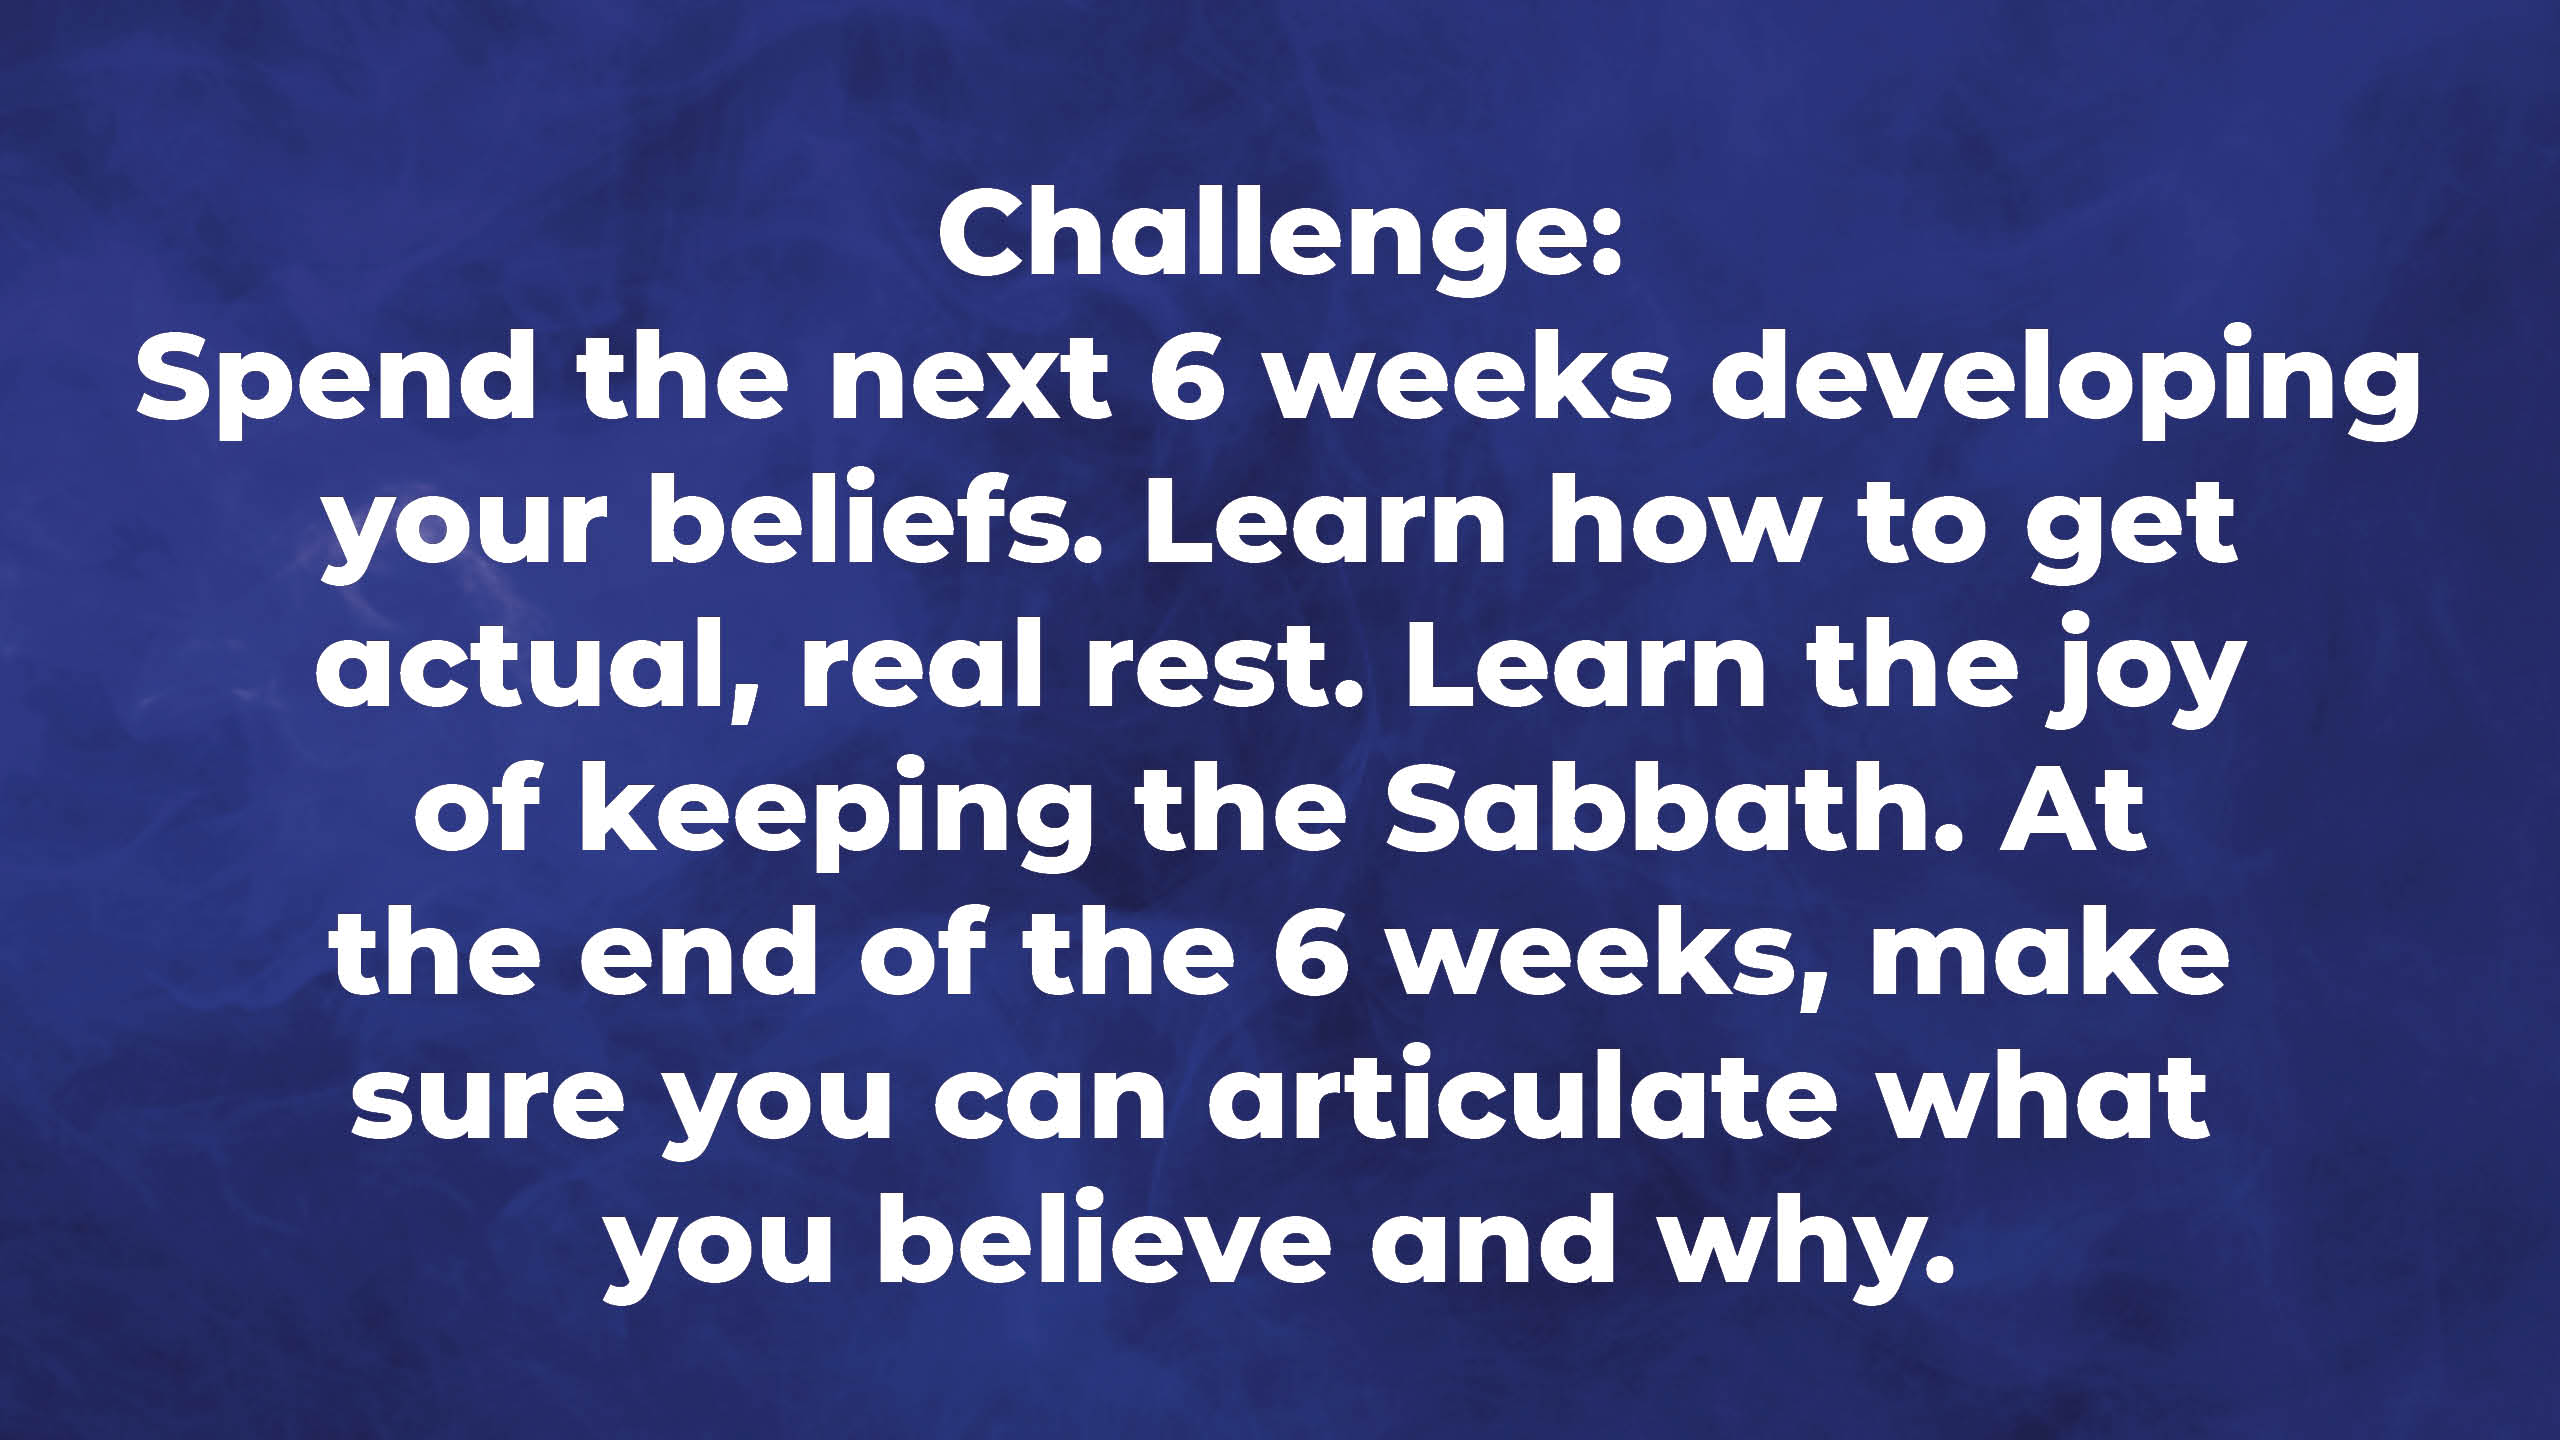 Challenge:
Spend the next 6 weeks developing
your beliefs. Learn how to get
actual, real rest. Learn the joy
of keeping the Sabbath. At
the end of the 6 weeks, make
sure you can articulate what
you believe and why.